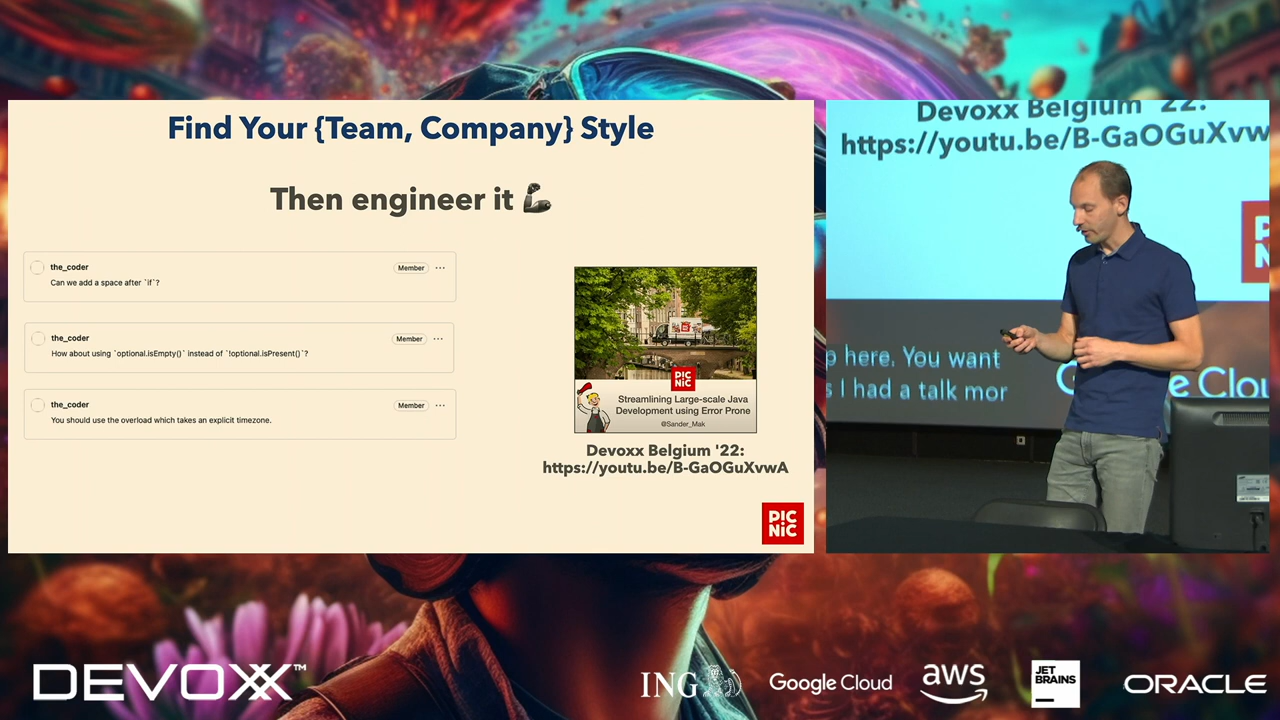 Find Your {Team, Company} Style
Then engineer it
the_coder
Member
Can we add a space after `if`?
the_coder
Member
How about using `optional.isEmpty()` instead of `!optional.isPresent()`?
the_coder
Member
You should use the overload which takes an explicit timezone.
PIC
NIC
Streamlining Large-scale Java
Development using Error Prone
@Sander_Mak
Devoxx Belgium '22:
https://youtu.be/B-GaOGuXvwA
PIC
NIC
Devoxx Belgium '22:
https://youtu.be/B-GaOGuXvw
here. You want
s I had a talk mor
DEVOXX™
ING
Google Cloud
aws
JET
BRAINS
ORACLE